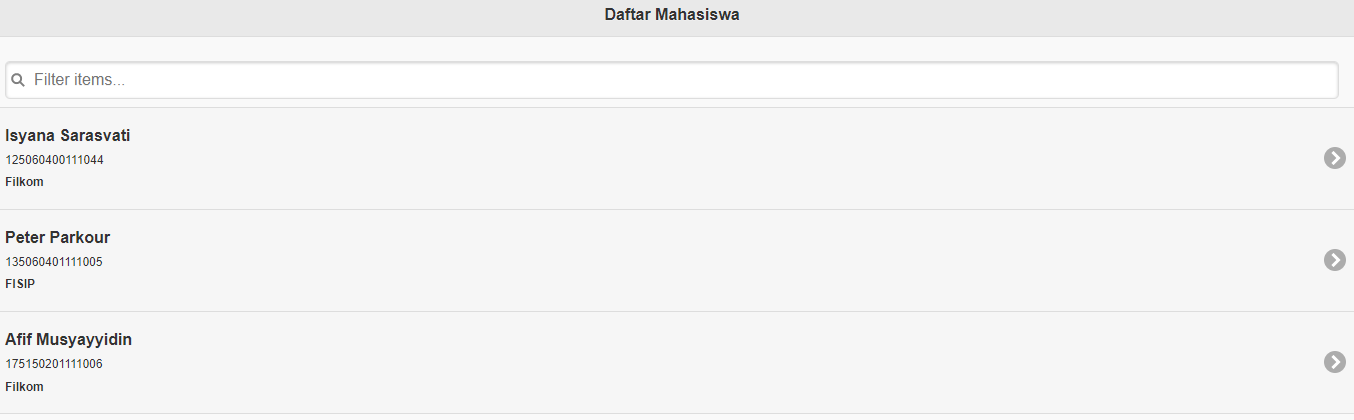 Daftar Mahasiswa
Filter items...
Isyana Sarasvati
125060400111044
Filkom
Peter Parkour
135060401111005
FISIP
Afif Musyayyidin
175150201111006
Filkom